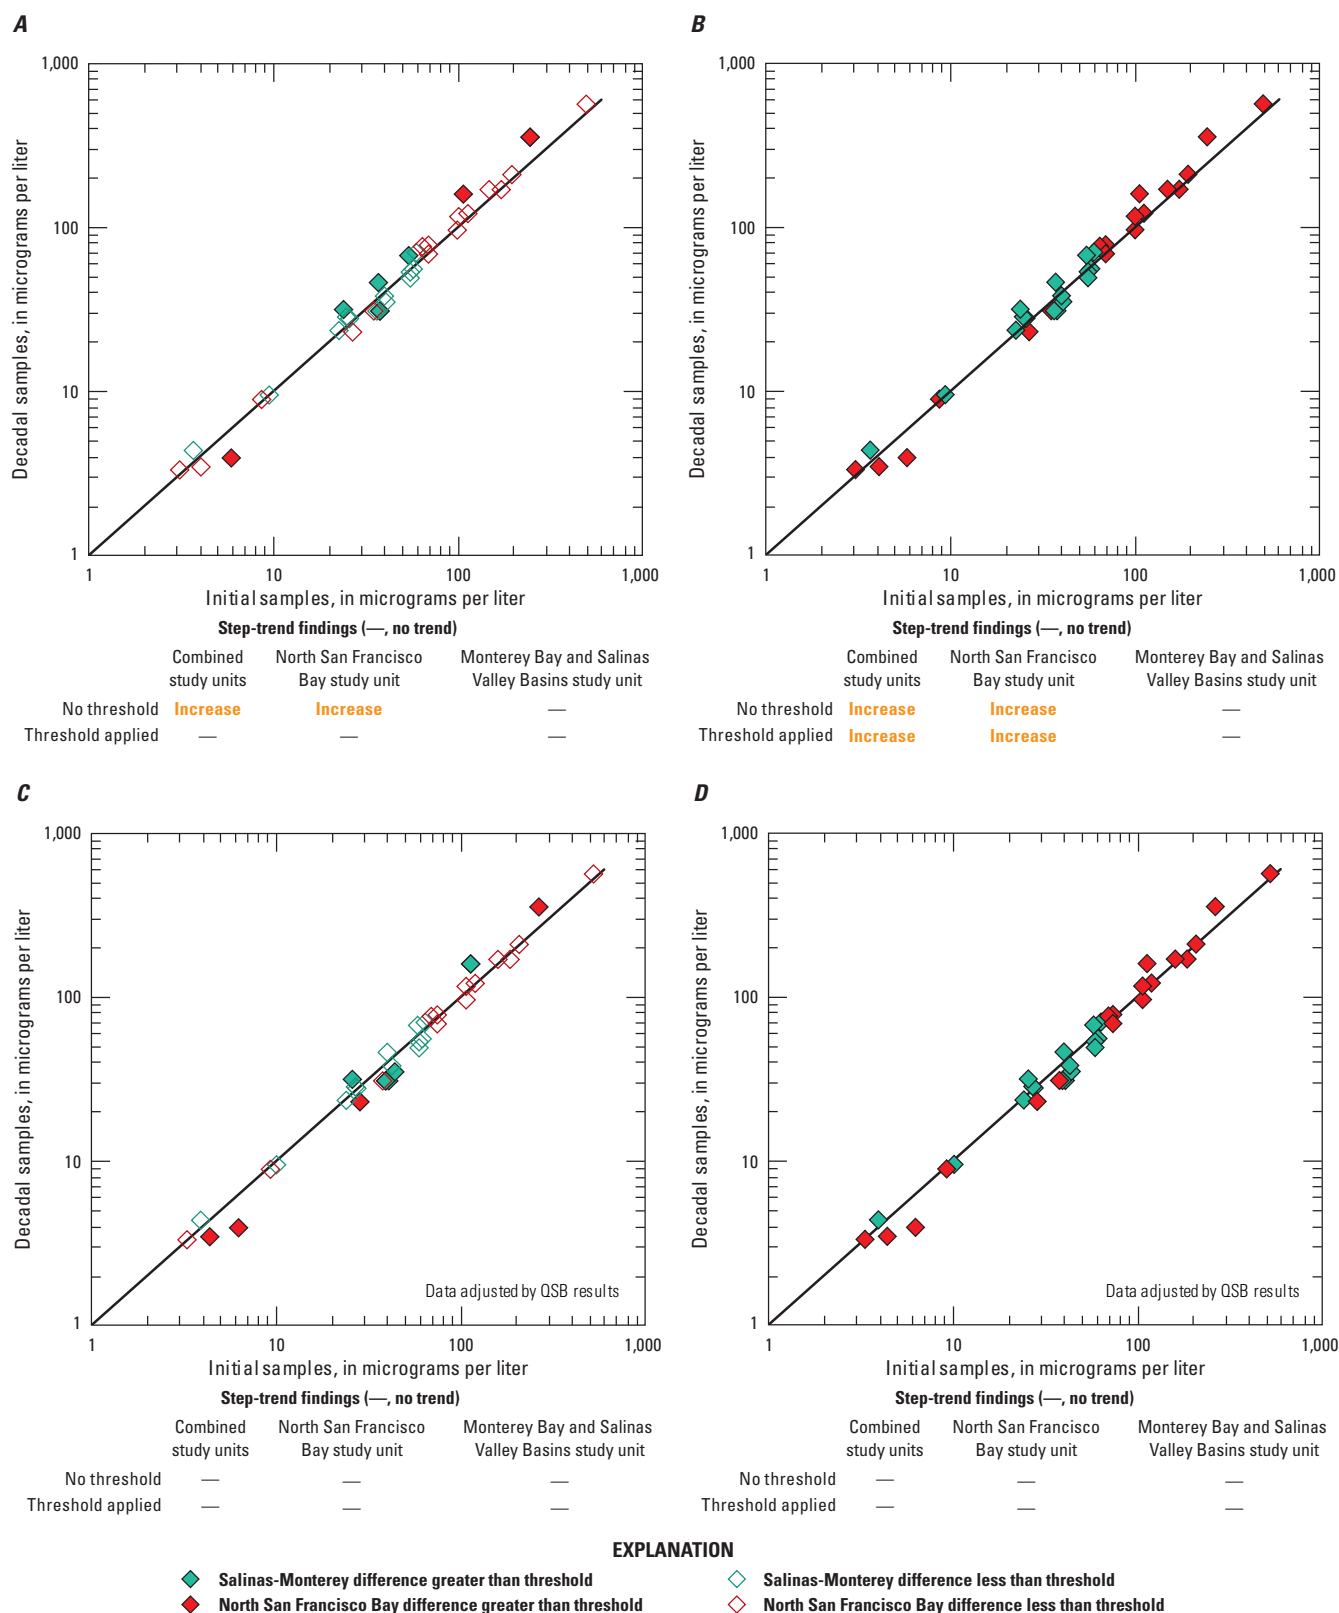 A
B
1,000
100
10
1
Decadal samples, in micrograms per liter
1 10 100 1,000
Initial samples, in micrograms per liter
Step-trend findings (—, no trend)
Combined study units
North San Francisco Bay study unit
Monterey Bay and Salinas Valley Basins study unit
No threshold Increase Increase —
Threshold applied — — —
1,000
100
10
1
Decadal samples, in micrograms per liter
1 10 100 1,000
Initial samples, in micrograms per liter
Step-trend findings (—, no trend)
Combined study units
North San Francisco Bay study unit
Monterey Bay and Salinas Valley Basins study unit
No threshold Increase Increase —
Threshold applied Increase Increase —
C
D
1,000
100
10
1
Decadal samples, in micrograms per liter
Data adjusted by QSB results
1 10 100 1,000
Initial samples, in micrograms per liter
Step-trend findings (—, no trend)
Combined study units
North San Francisco Bay study unit
Monterey Bay and Salinas Valley Basins study unit
No threshold — — —
Threshold applied — — —
1,000
100
10
1
Decadal samples, in micrograms per liter
Data adjusted by QSB results
1 10 100 1,000
Initial samples, in micrograms per liter
Step-trend findings (—, no trend)
Combined study units
North San Francisco Bay study unit
Monterey Bay and Salinas Valley Basins study unit
No threshold — — —
Threshold applied — — —
EXPLANATION
Salinas-Monterey difference greater than threshold
North San Francisco Bay difference greater than threshold
Salinas-Monterey difference less than threshold
North San Francisco Bay difference less than threshold